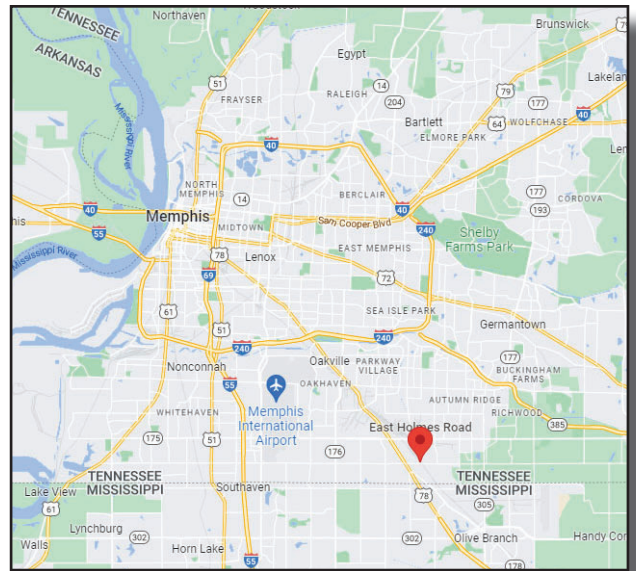 TENNESSEE
ARKANSAS
Northaven
Brunswick
Egypt
Lakeland
51
FRAYSER
RALEIGH
14
204
79
177
Bartlett
ELMORE PARK
64
WOLFCHASE
40
Mississippi
River
40
NORTH
MEMPHIS
14
BERCLAIR
177
CORDOVA
193
40
Memphis
MIDTOWN
Sam Cooper Blvd
40
240
55
Shelby
Farms Park
Mississippi River
78
Lenox
EAST MEMPHIS
69
72
61
SEA ISLE PARK
51
Germantown
240
240
177
Nonconnah
Oakville
PARKWAY
VILLAGE
BUCKINGHAM
FARMS
55
OAKHAVEN
AUTUMN RIDGE
WHITEHAVEN
Memphis
International
Airport
RICHWOOD
East Holmes Road
385
175
51
176
TENNESSEE
MISSISSIPPI
TENNESSEE
MISSISSIPPI
Lake View
Southaven
78
305
61
Lynchburg
302
302
Olive Branch
Handy Cor
Walls
Horn Lake
55
178